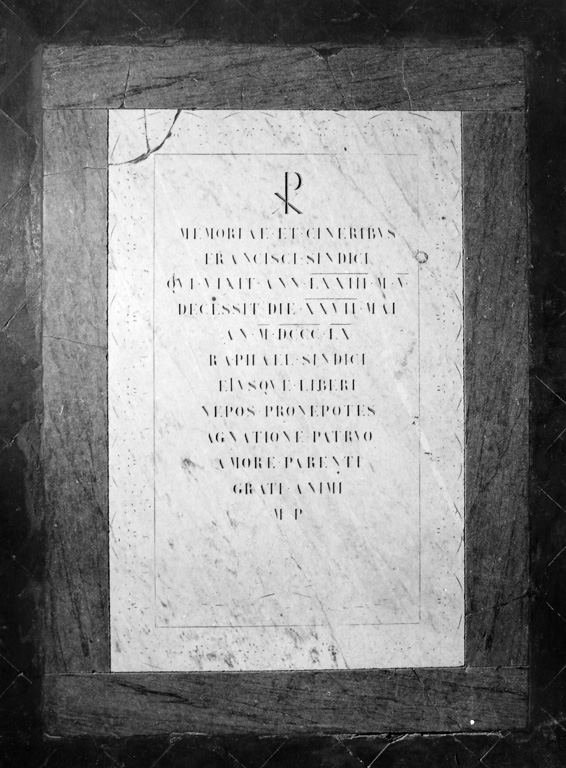 ☧
MEMORIAE·ET·CINERIBVS
FRANCISCI·SINDICI
QVI·VIXIT·ANN·LXXIIII·M·V·
DECESSIT·DIE·XXVII·MAI
AN·M·DCCC·LX
RAPHAEL·SINDICI
EIVSQVE·LIBERI
NEPOS·PRONEPOTES
AGNATIONE·PATRVO
AMORE·PARENTI
GRATI·ANIMI
M·P